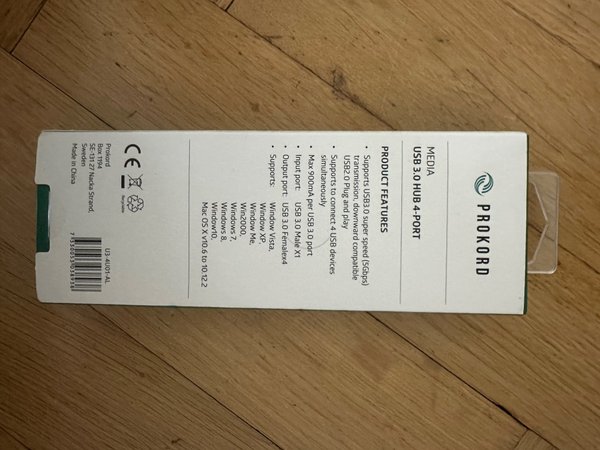 PROKORD
MEDIA
USB 3.0 HUB 4-PORT
PRODUCT FEATURES
• Supports USB3.0 super speed (5Gbps)
transmission, downward compatible
USB2.0 Plug and play
• Supports to connect 4 USB devices
simultaneously
• Max 900mA per USB 3.0 port
• Input port: USB 3.0 Male X1
• Output port: USB 3.0 Femalex4
• Supports: Window Vista,
Window XP,
Window Me,
Win2000,
Windows 7,
Windows 8,
Window10,
Mac OS X v10.6 to 10.12.2
CE
Prokord
Box 1194
SE-131 27 Nacka Strand,
Sweden
Made in China
U3-4U01-AL